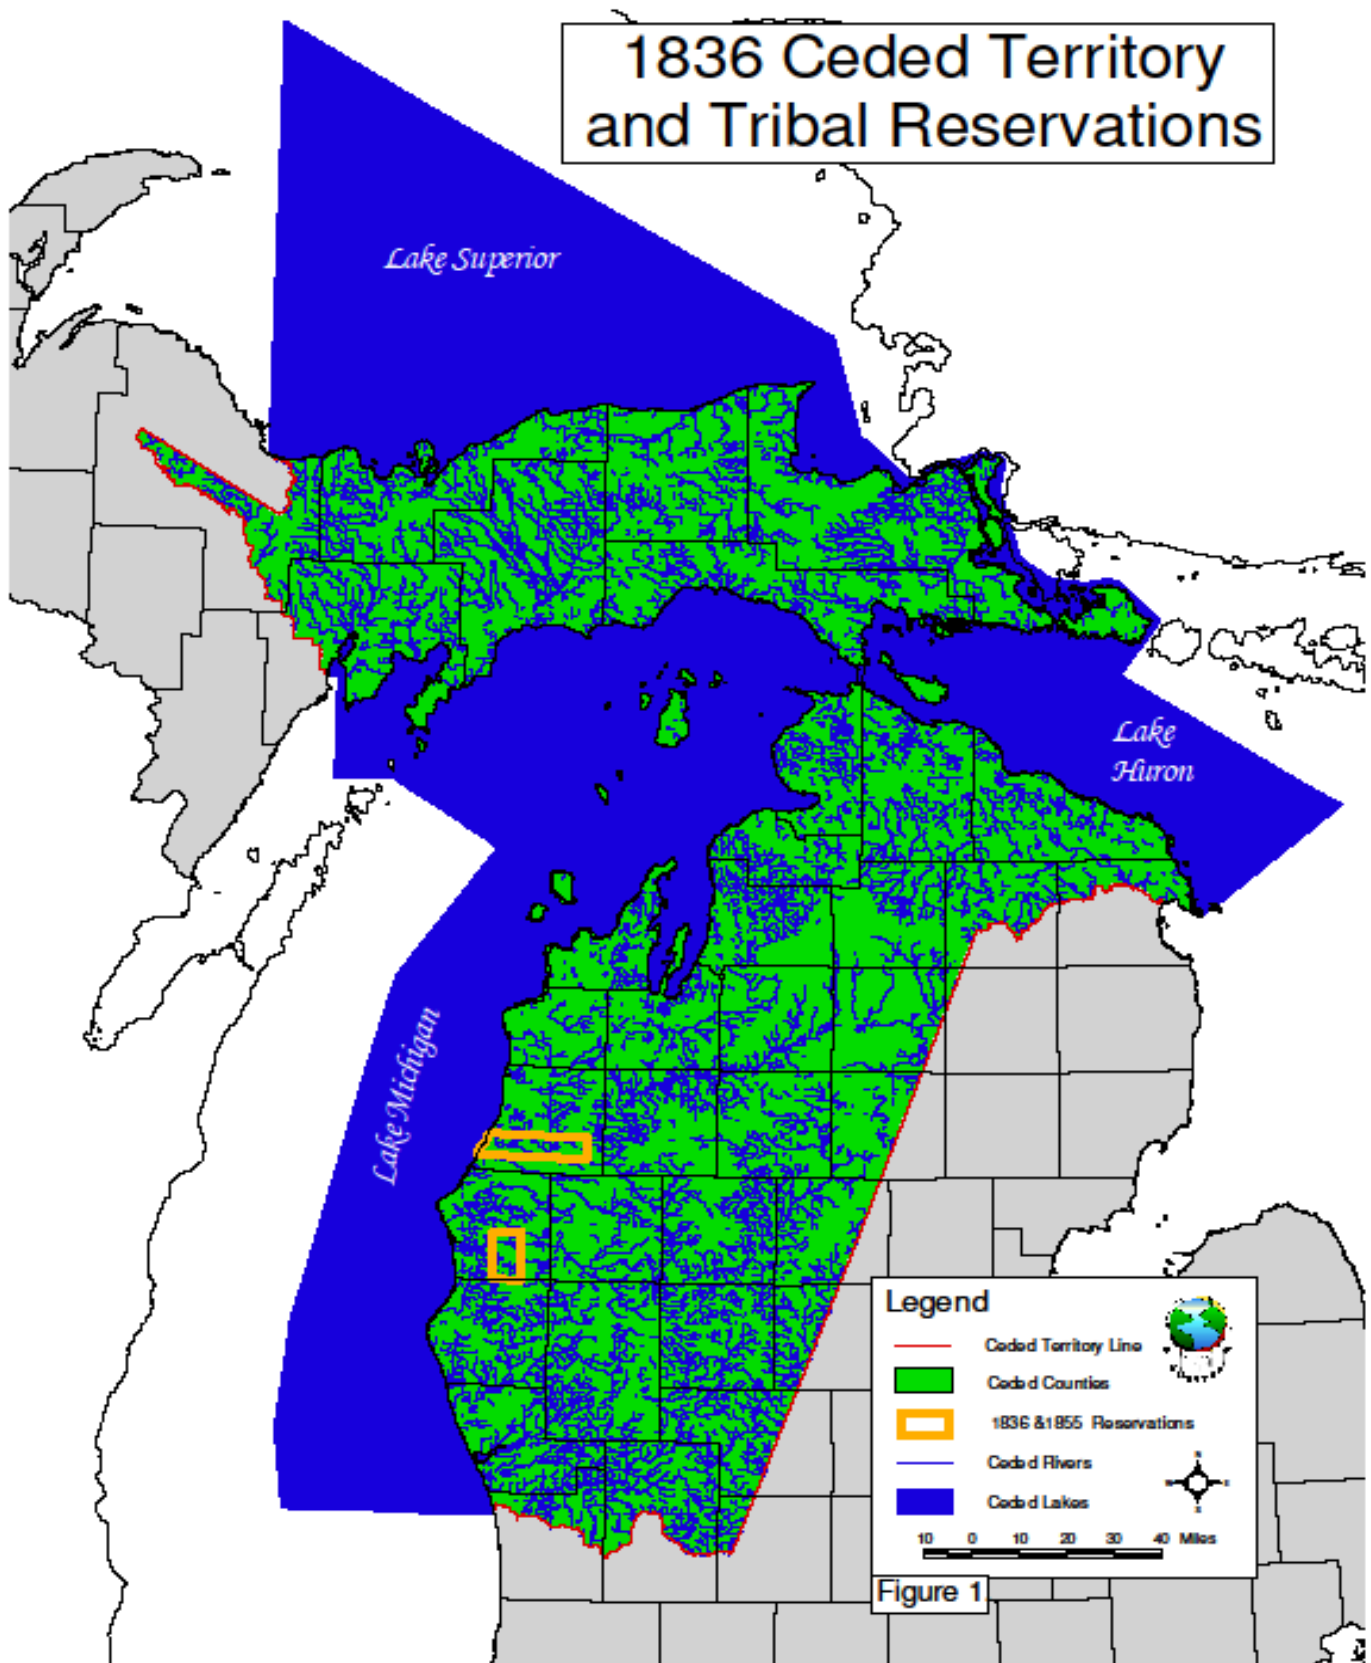 1836 Ceded Territory
and Tribal Reservations
Lake Superior
Lake
Huron
Lake Michigan
Legend
Ceded Territory Line
Ceded Counties
1836 &1855 Reservations
Ceded Rivers
Ceded Lakes
N
S
10 0 10 20 30 40 Miles
Figure 1